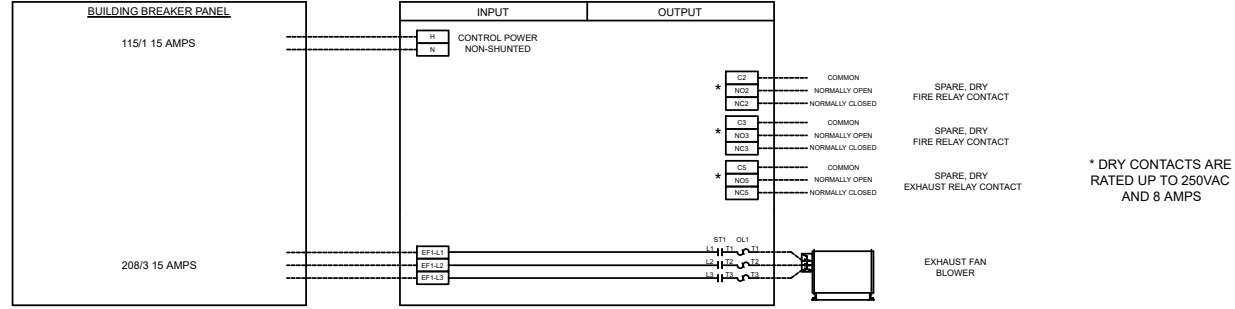 BUILDING BREAKER PANEL
INPUT OUTPUT
115/1 15 AMPS
H
N
CONTROL POWER
NON-SHUNTED
* C2 COMMON
NO2 NORMALLY OPEN
NC2 NORMALLY CLOSED
SPARE, DRY
FIRE RELAY CONTACT
* C3 COMMON
NO3 NORMALLY OPEN
NC3 NORMALLY CLOSED
SPARE, DRY
FIRE RELAY CONTACT
* C5 COMMON
NO5 NORMALLY OPEN
NC5 NORMALLY CLOSED
SPARE, DRY
EXHAUST RELAY CONTACT
* DRY CONTACTS ARE
RATED UP TO 250VAC
AND 8 AMPS
208/3 15 AMPS
ST1 OL1
EF1-L1 L1 T1 T1
EF1-L2 L2 T2 T2
EF1-L3 L3 T3 T3
EXHAUST FAN
BLOWER